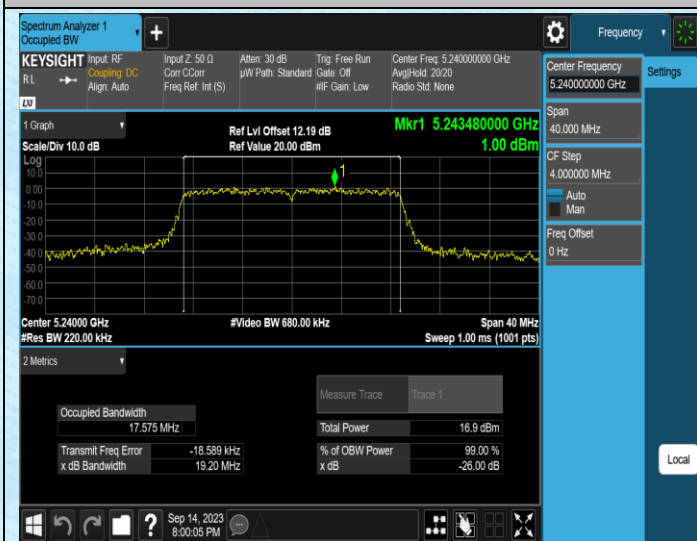 Spectrum Analyzer 1
Occupied BW
+
Frequency
KEYSIGHT
RL
LXI
Input: RF
Coupling: DC
Align: Auto
Input Z: 50 Ω
Corr CCorr
Freq Ref: Int (S)
Atten: 30 dB
µW Path: Standard
Trig: Free Run
Gate: Off
#IF Gain: Low
Center Freq: 5.240000000 GHz
Avg|Hold: 20/20
Radio Std: None
1 Graph
Scale/Div 10.0 dB
Ref Lvl Offset 12.19 dB
Ref Value 20.00 dBm
Mkr1 5.243480000 GHz
1.00 dBm
Log
10.0
0.00
-10.0
-20.0
-30.0
-40.0
-50.0
-60.0
-70.0
1
Center 5.24000 GHz
#Res BW 220.00 kHz
#Video BW 680.00 kHz
Span 40 MHz
Sweep 1.00 ms (1001 pts)
2 Metrics
Measure Trace Trace 1
Occupied Bandwidth
17.575 MHz
Total Power 16.9 dBm
Transmit Freq Error -18.589 kHz
x dB Bandwidth 19.20 MHz
% of OBW Power 99.00 %
x dB -26.00 dB
Center Frequency
5.240000000 GHz
Span
40.000 MHz
CF Step
4.000000 MHz
Auto
Man
Freq Offset
0 Hz
Settings
Local
?
Sep 14, 2023
8:00:05 PM